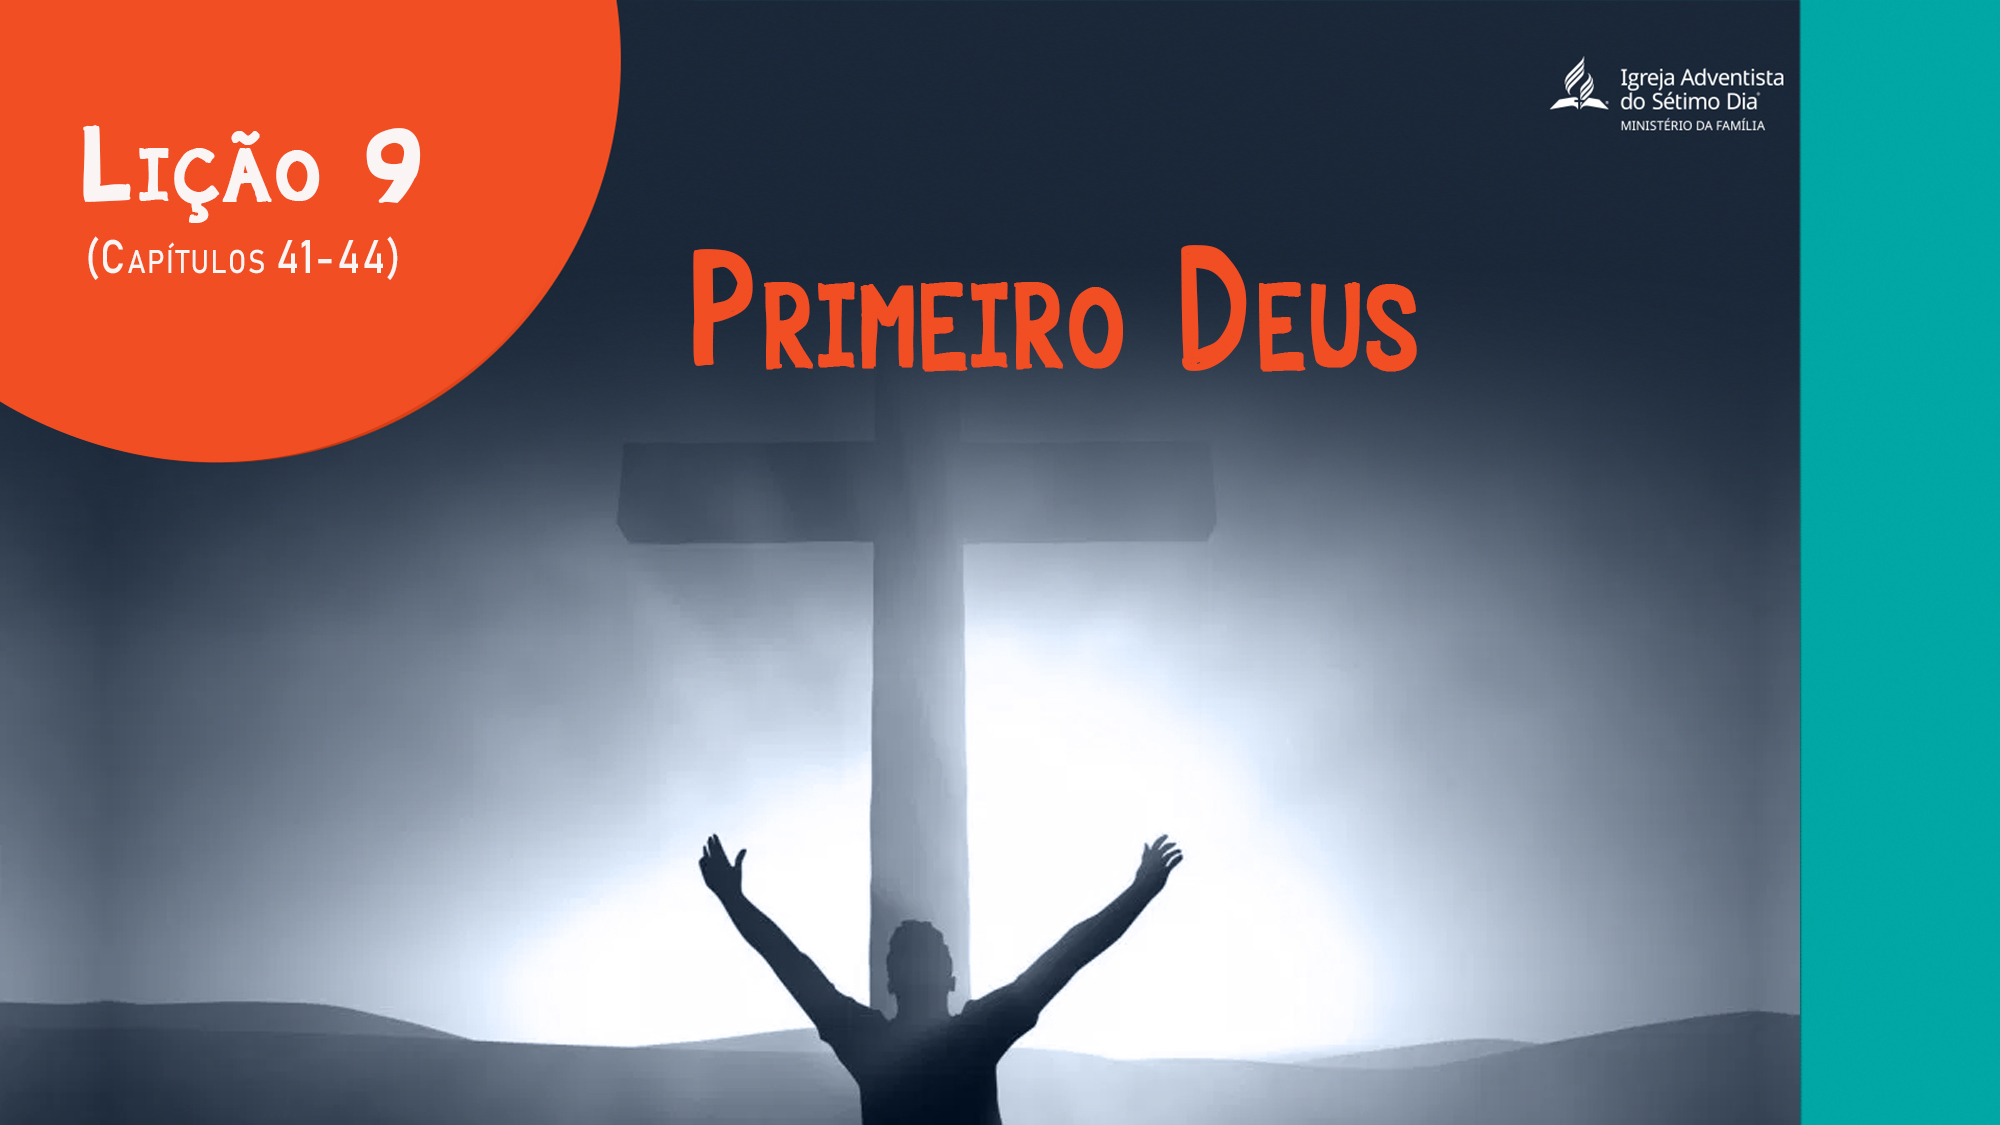 Lição 9
(Capítulos 41-44)
Igreja Adventista
do Sétimo Dia
MINISTÉRIO DA FAMÍLIA
Primeiro Deus